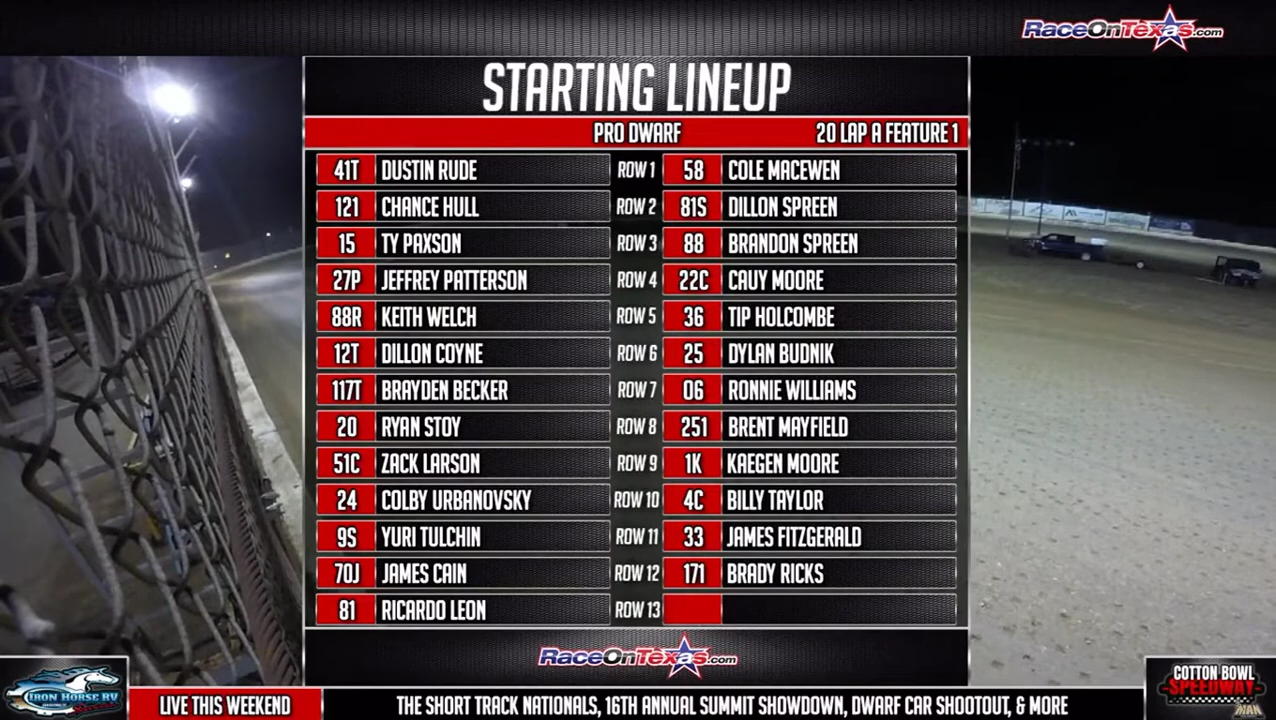 RaceOnTexas.com
STARTING LINEUP
PRO DWARF 20 LAP A FEATURE 1
41T DUSTIN RUDE ROW 1 58 COLE MACEWEN
121 CHANCE HULL ROW 2 81S DILLON SPREEN
15 TY PAXSON ROW 3 88 BRANDON SPREEN
27P JEFFREY PATTERSON ROW 4 22C CAUY MOORE
88R KEITH WELCH ROW 5 36 TIP HOLCOMBE
12T DILLON COYNE ROW 6 25 DYLAN BUDNIK
117T BRAYDEN BECKER ROW 7 06 RONNIE WILLIAMS
20 RYAN STOY ROW 8 251 BRENT MAYFIELD
51C ZACK LARSON ROW 9 1K KAEGEN MOORE
24 COLBY URBANOVSKY ROW 10 4C BILLY TAYLOR
9S YURI TULCHIN ROW 11 33 JAMES FITZGERALD
70J JAMES CAIN ROW 12 171 BRADY RICKS
81 RICARDO LEON ROW 13
RaceOnTexas.com
IRON HORSE RV
LIVE THIS WEEKEND
THE SHORT TRACK NATIONALS, 16TH ANNUAL SUMMIT SHOWDOWN, DWARF CAR SHOOTOUT, & MORE
COTTON BOWL
SPEEDWAY